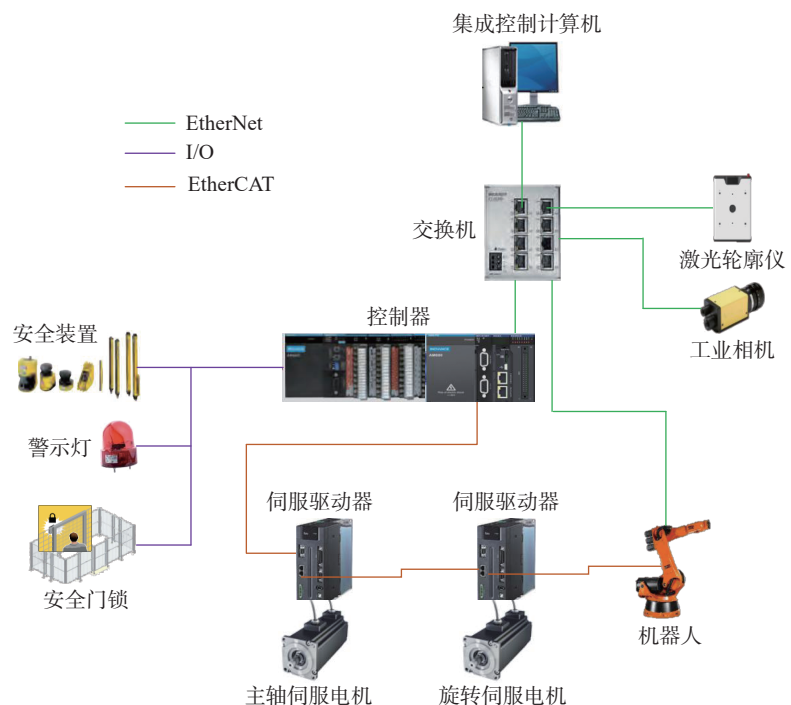 集成控制计算机
EtherNet
I/O
EtherCAT
交换机
激光轮廓仪
控制器
安全装置
工业相机
警示灯
伺服驱动器
伺服驱动器
安全门锁
机器人
主轴伺服电机
旋转伺服电机